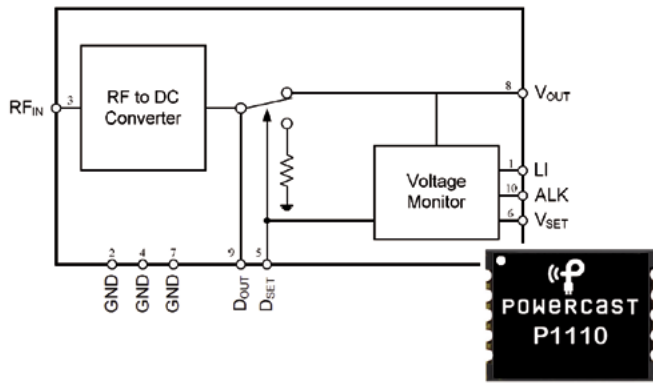 RF to DC
Converter
RFIN
3
8
VOUT
Voltage
Monitor
1
LI
10
ALK
6
VSET
2
4
7
9
5
GND
GND
GND
DOUT
DSET
POWERCAST
P1110